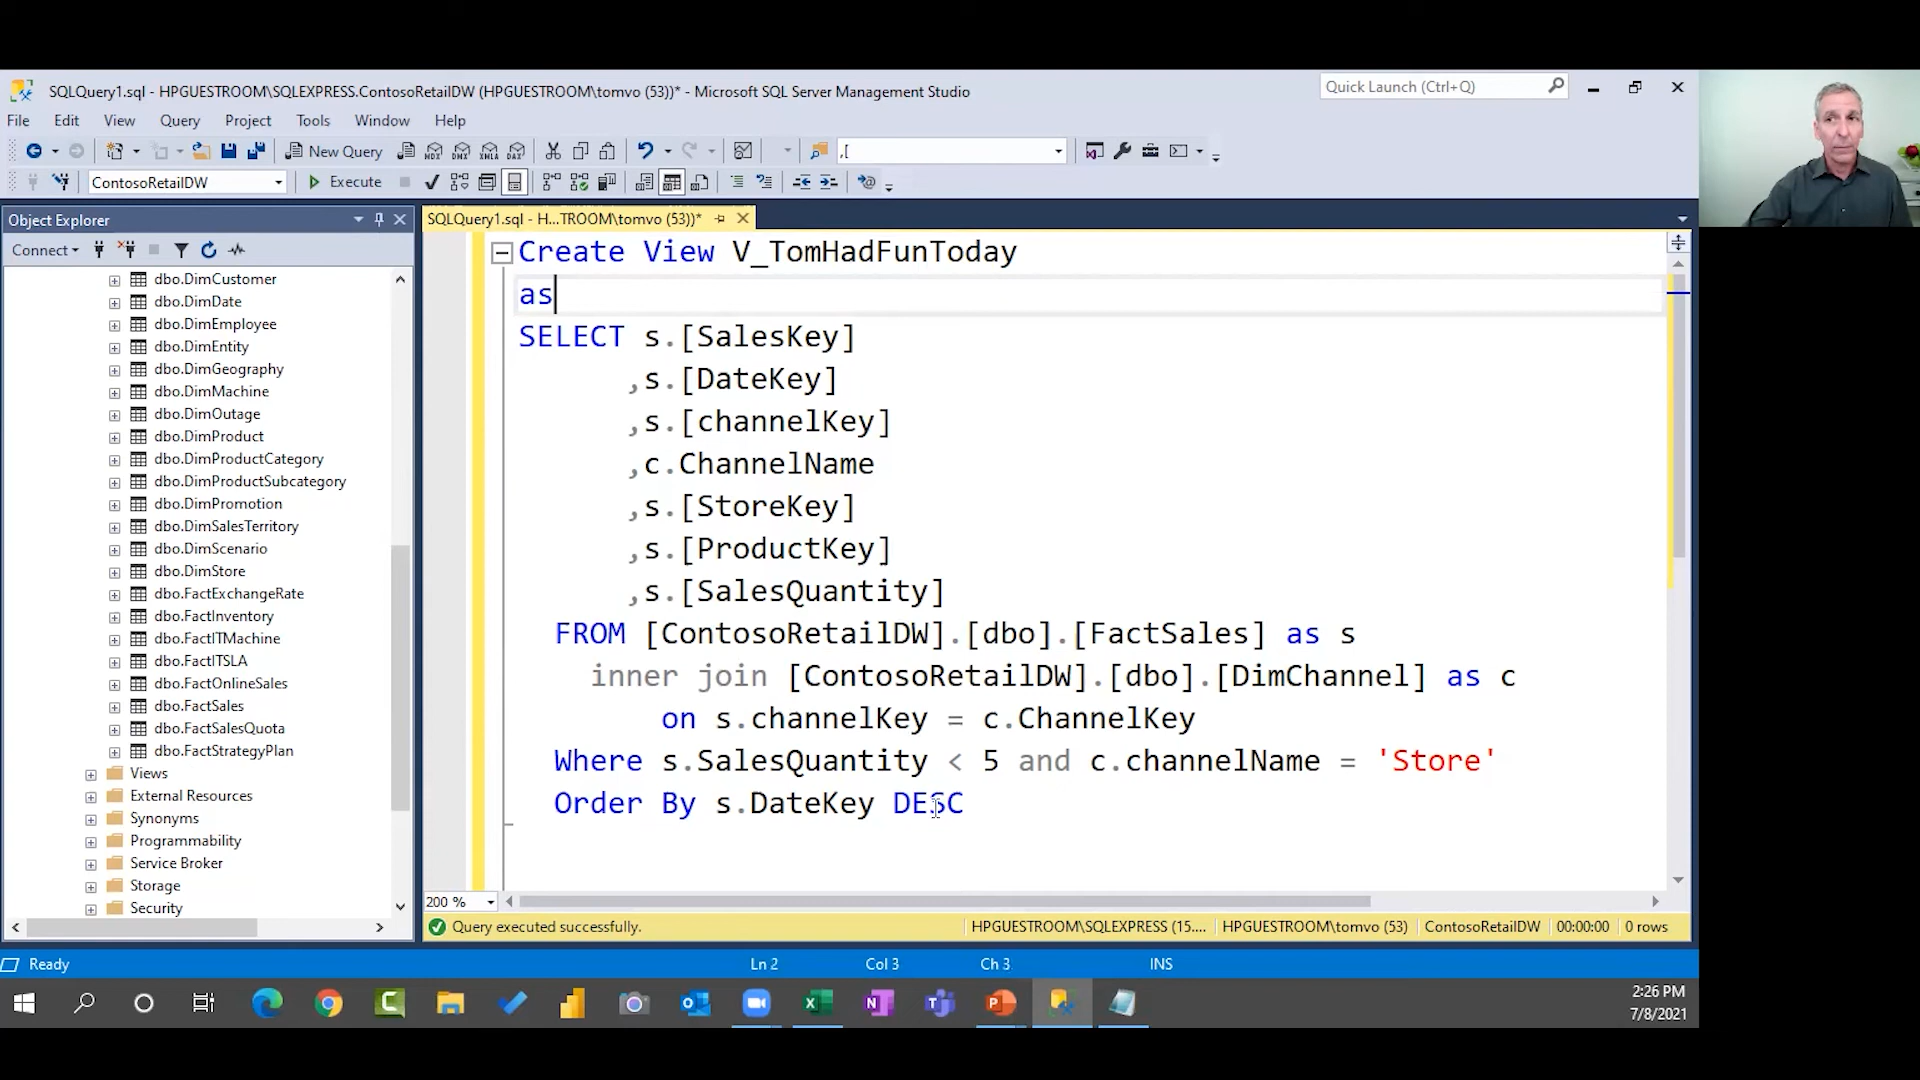 SQLQuery1.sql - HPGUESTROOM\SQLEXPRESS.ContosoRetailDW (HPGUESTROOM\tomvo (53))* - Microsoft SQL Server Management Studio
Quick Launch (Ctrl+Q)
File Edit View Query Project Tools Window Help
New Query
,[
ContosoRetailDW
Execute
Object Explorer
Connect
dbo.DimCustomer
dbo.DimDate
dbo.DimEmployee
dbo.DimEntity
dbo.DimGeography
dbo.DimMachine
dbo.DimOutage
dbo.DimProduct
dbo.DimProductCategory
dbo.DimProductSubcategory
dbo.DimPromotion
dbo.DimSalesTerritory
dbo.DimScenario
dbo.DimStore
dbo.FactExchangeRate
dbo.FactInventory
dbo.FactITMachine
dbo.FactITSLA
dbo.FactOnlineSales
dbo.FactSales
dbo.FactSalesQuota
dbo.FactStrategyPlan
Views
External Resources
Synonyms
Programmability
Service Broker
Storage
Security
SQLQuery1.sql - H...TROOM\tomvo (53))*
Create View V_TomHadFunToday
as
SELECT s.[SalesKey]
,s.[DateKey]
,s.[channelKey]
,c.ChannelName
,s.[StoreKey]
,s.[ProductKey]
,s.[SalesQuantity]
FROM [ContosoRetailDW].[dbo].[FactSales] as s
inner join [ContosoRetailDW].[dbo].[DimChannel] as c
on s.channelKey = c.ChannelKey
Where s.SalesQuantity < 5 and c.channelName = 'Store'
Order By s.DateKey DESC
200 %
Query executed successfully.
HPGUESTROOM\SQLEXPRESS (15.... HPGUESTROOM\tomvo (53) ContosoRetailDW 00:00:00 0 rows
Ready
Ln 2 Col 3 Ch 3 INS
2:26 PM
7/8/2021